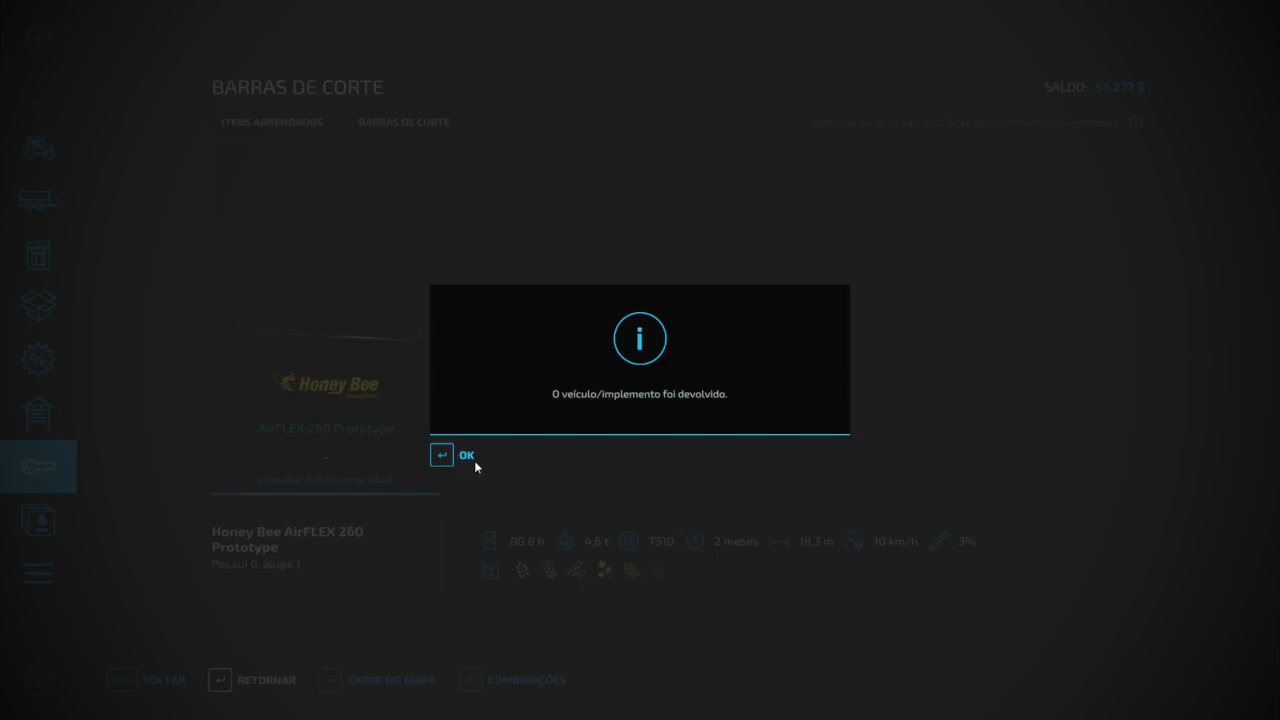 BARRAS DE CORTE
SALDO: 53,277 $
ITENS ARRENDADOS BARRAS DE CORTE
Honey Bee
AirFLEX 260 Prototype
O veículo/implemento foi devolvido.
OK
Honey Bee AirFLEX 260
Prototype
Possui 0, aluga 1
00.8 h 4,6 t T510 2 meses 18,3 m 10 km/h 3%
VOLTAR RETORNAR EXIBIR NO MAPA COMBINAÇÕES